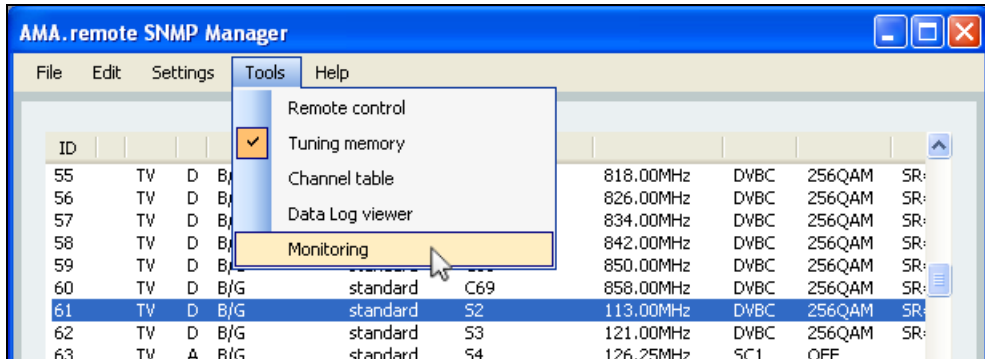 AMA.remote SNMP Manager
File Edit Settings Tools Help
Remote control
Tuning memory
Channel table
Data Log viewer
Monitoring
ID
55 TV D 818.00MHz DVBC 256QAM
56 TV D 826.00MHz DVBC 256QAM
57 TV D 834.00MHz DVBC 256QAM
58 TV D 842.00MHz DVBC 256QAM
59 TV D 850.00MHz DVBC 256QAM
60 TV D B/G standard C69 858.00MHz DVBC 256QAM
61 TV D B/G standard S2 113.00MHz DVBC 256QAM
62 TV D B/G standard S3 121.00MHz DVBC 256QAM
63 TV A B/G standard S4 126.25MHz SC1 OFF